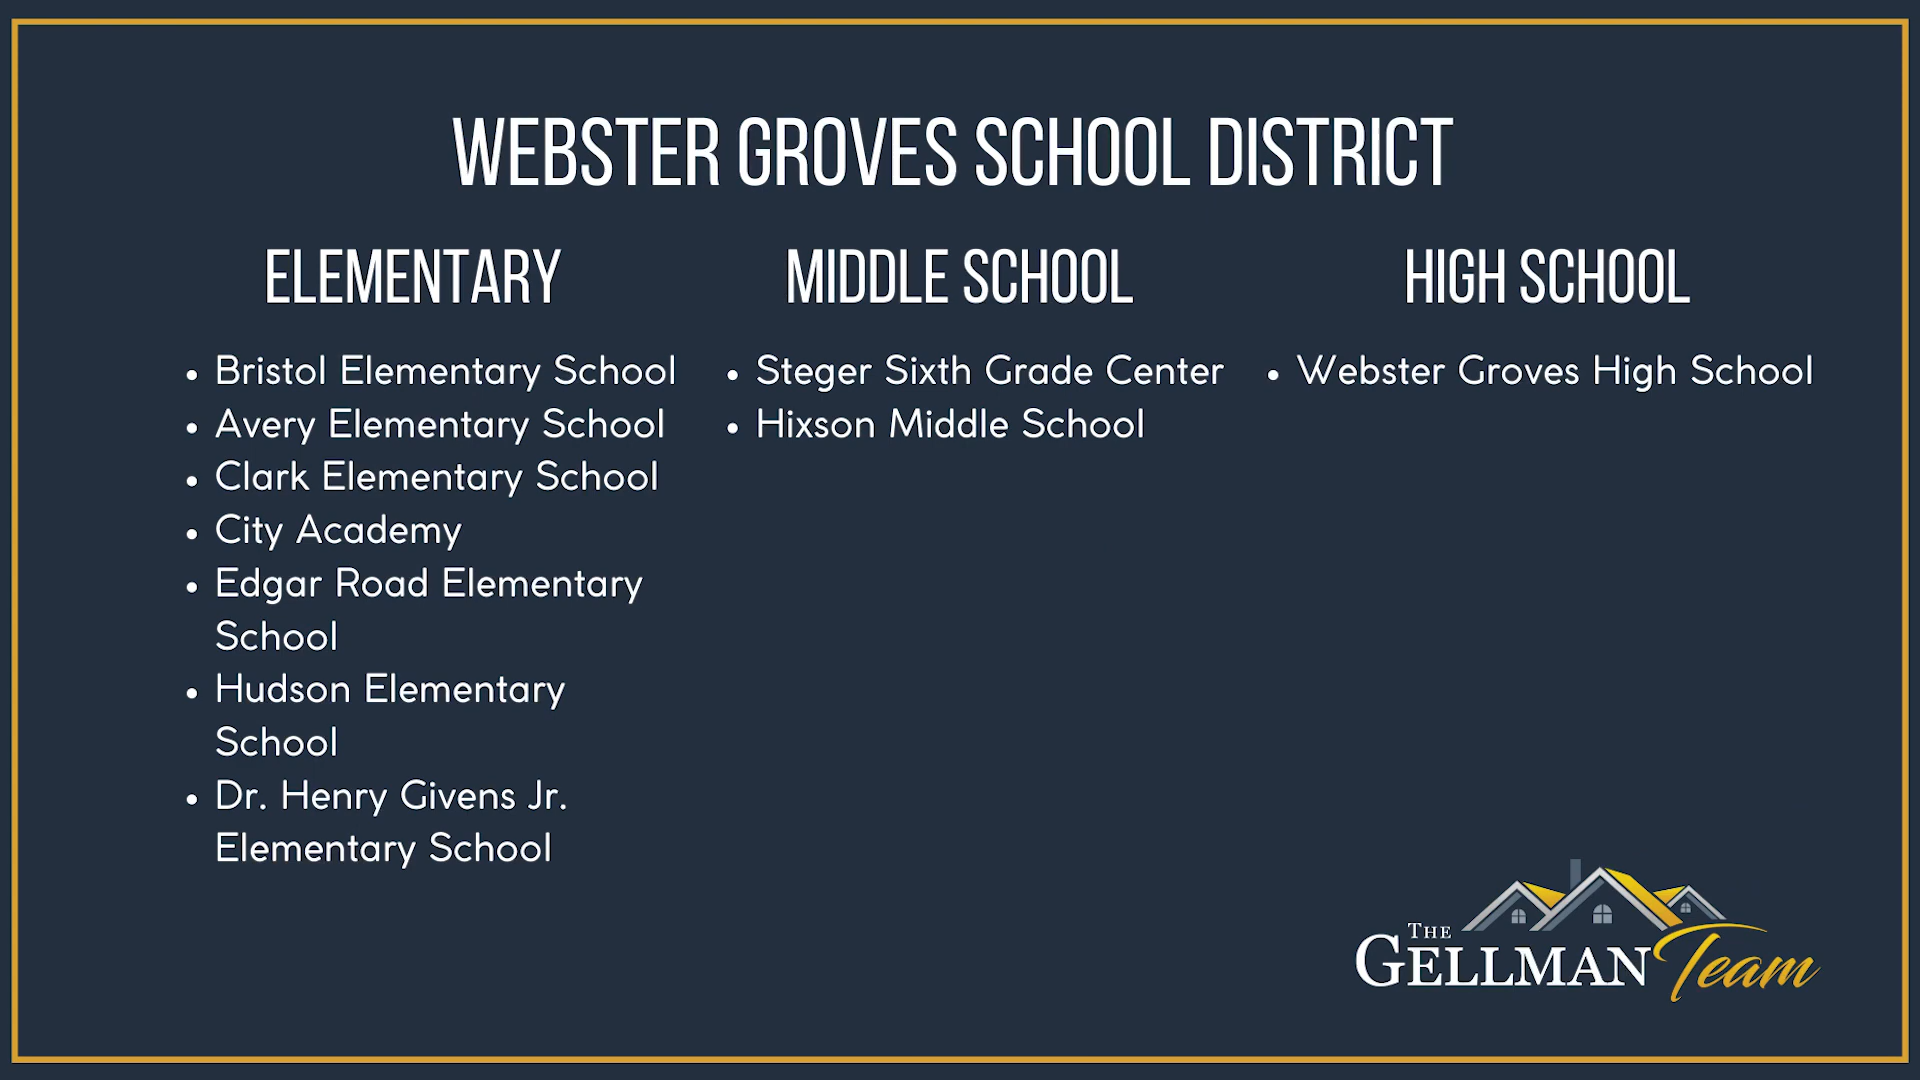 WEBSTER GROVES SCHOOL DISTRICT
ELEMENTARY
• Bristol Elementary School
• Avery Elementary School
• Clark Elementary School
• City Academy
• Edgar Road Elementary
School
• Hudson Elementary
School
• Dr. Henry Givens Jr.
Elementary School
MIDDLE SCHOOL
• Steger Sixth Grade Center
• Hixson Middle School
HIGH SCHOOL
• Webster Groves High School
THE
GELLMAN Team